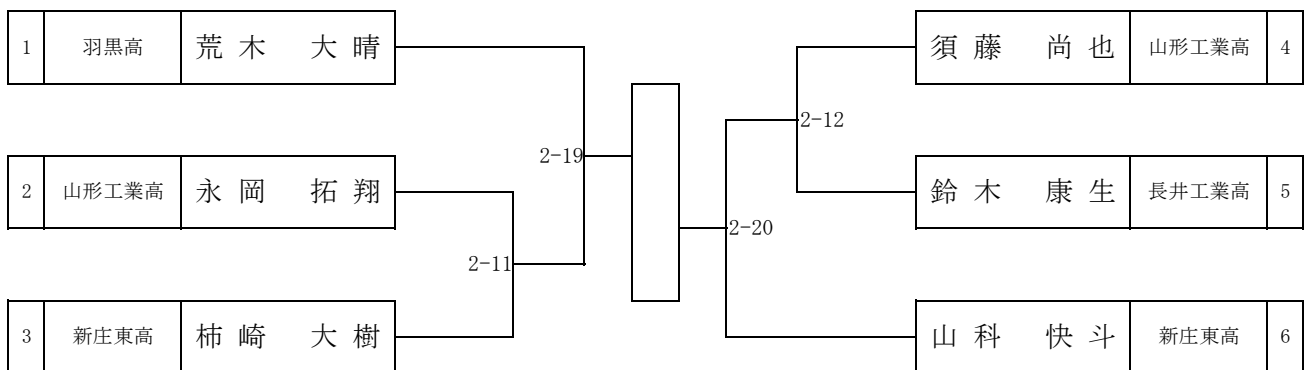 1 羽黒高 荒木 大晴
2-19
2 山形工業高 永岡 拓翔
2-11
3 新庄東高 柿崎 大樹
須藤 尚也 山形工業高 4
2-12
鈴木 康生 長井工業高 5
2-20
山科 快斗 新庄東高 6